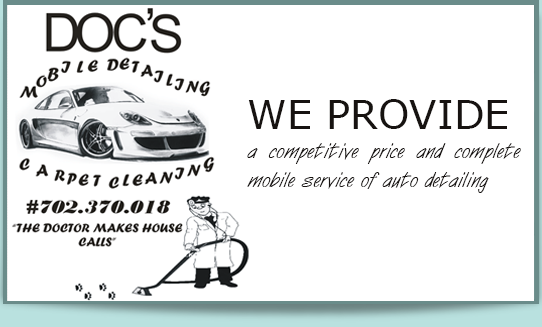 DOC'S
MOBILE DETAILING
CARPET CLEANING
#702.370.018
"THE DOCTOR MAKES HOUSE
CALLS"
WE PROVIDE
a competitive price and complete
mobile service of auto detailing